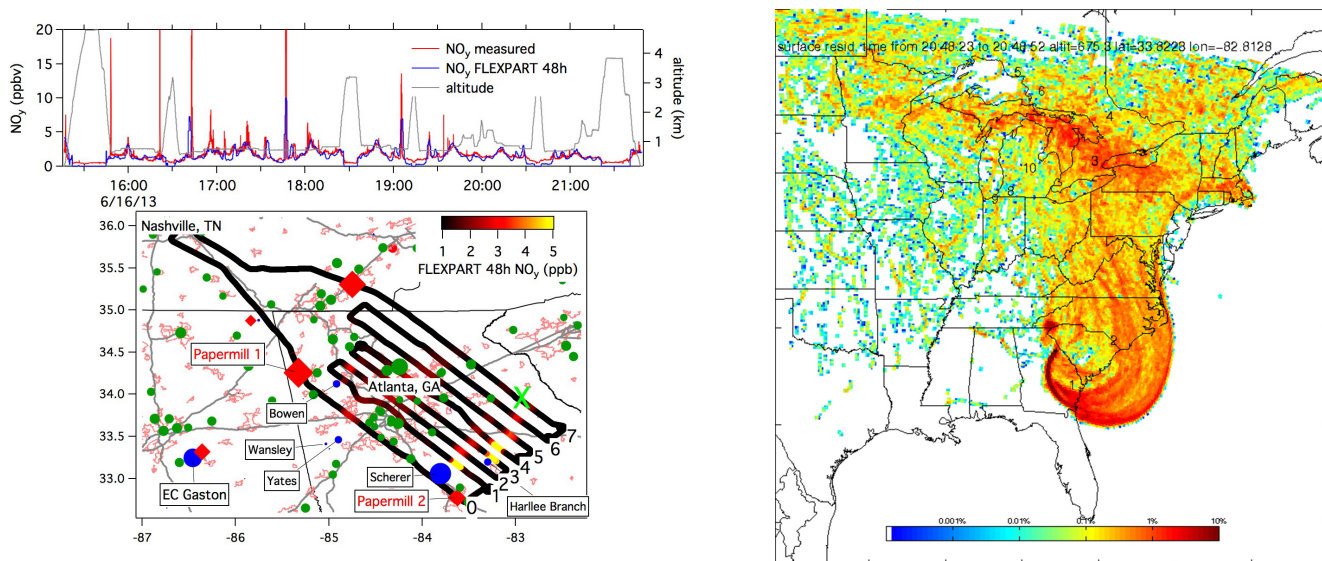 20
15
10
5
0
NOy (ppbv)
NOy measured
NOy FLEXPART 48h
altitude
4
3
2
1
altitude (km)
16:00 17:00 18:00 19:00 20:00 21:00
6/16/13
36.0
35.5
35.0
34.5
34.0
33.5
33.0
Nashville, TN
1 2 3 4 5
FLEXPART 48h NOy (ppb)
Papermill 1
Atlanta, GA
Bowen
X
Wansley
Yates
Scherer
EC Gaston
Papermill 2
Harllee Branch
0
1
2
3
4
5
6
7
-87 -86 -85 -84 -83
surface resid. time from 20.48.23 to 20.48.52 altit=675.3 lat=33.8228 lon=-82.8128
5
6
4
3
10
8
9
2
1
0.001% 0.01% 0.1% 1% 10%